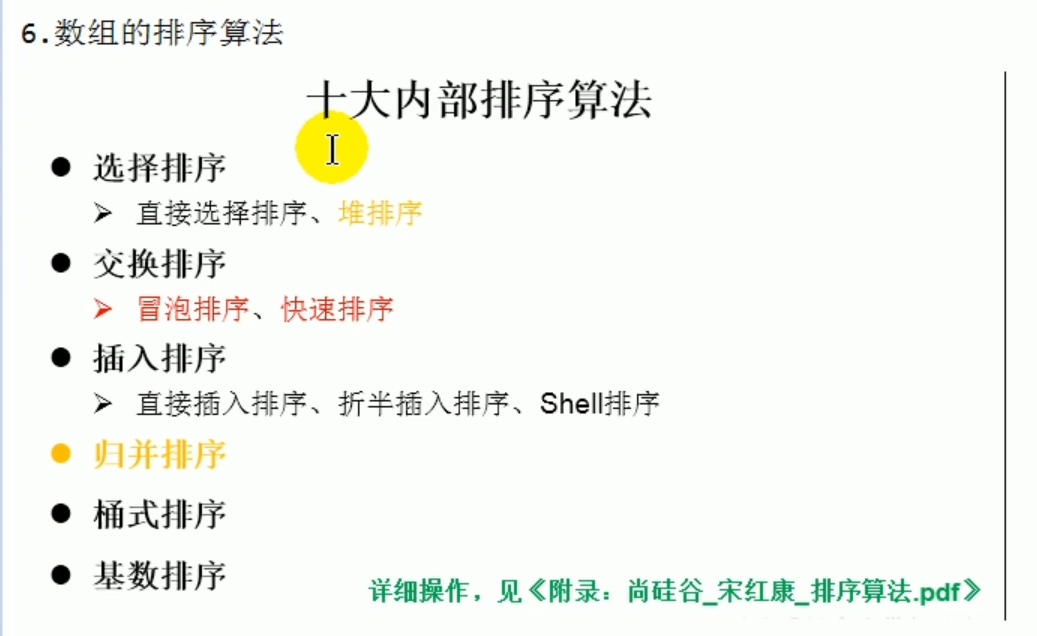 6.数组的排序算法
十大内部排序算法
● 选择排序
➢ 直接选择排序、堆排序
● 交换排序
➢ 冒泡排序、快速排序
● 插入排序
➢ 直接插入排序、折半插入排序、Shell排序
● 归并排序
● 桶式排序
● 基数排序
详细操作，见《附录：尚硅谷_宋红康_排序算法.pdf》